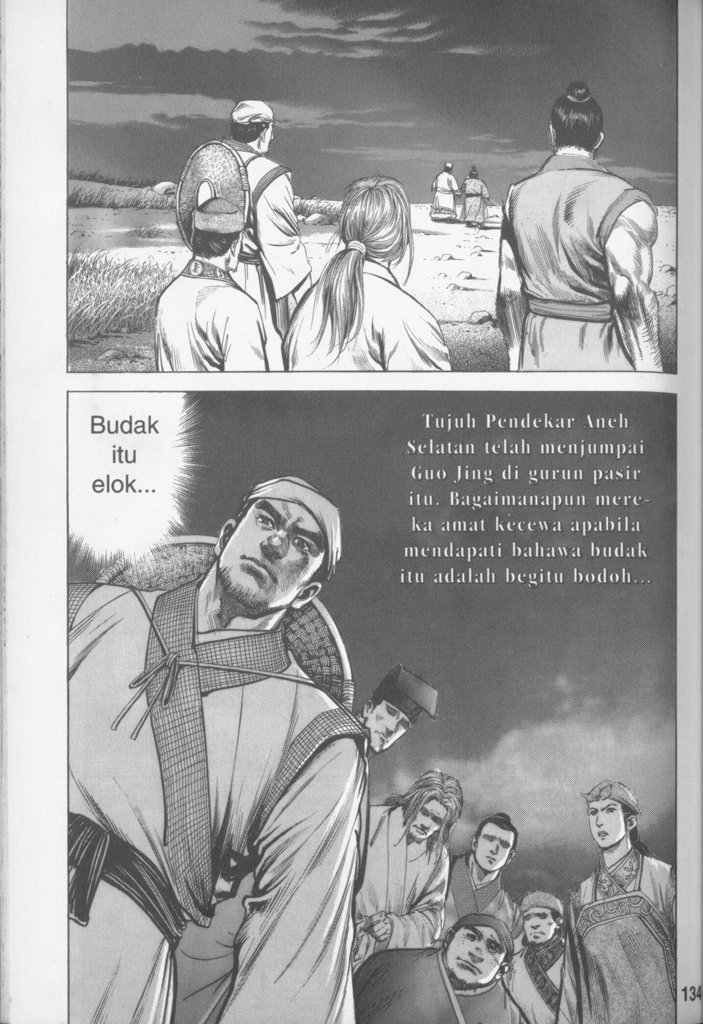 Budak
itu
elok...
Tujuh Pendekar Aneh
Selatan telah menjumpai
Guo Jing di gurun pasir
itu. Bagaimanapun mere-
ka amat kecewa apabila
mendapati bahawa budak
itu adalah begitu bodoh...
134